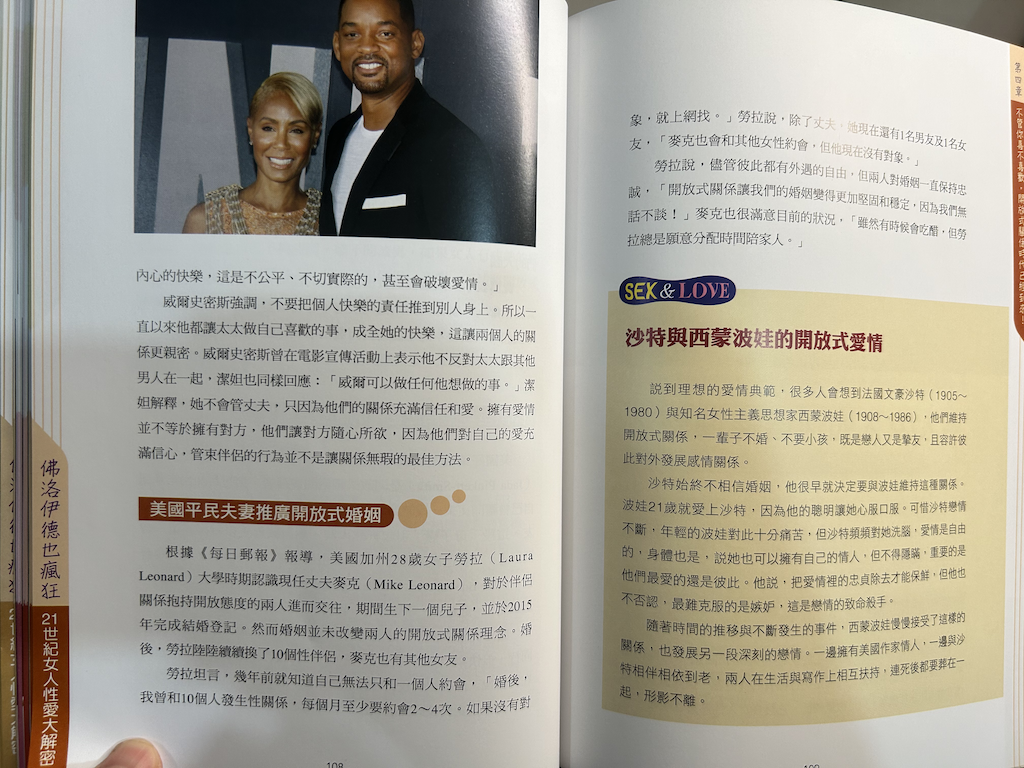 內心的快樂，這是不公平、不切實際的，甚至會破壞愛情。」
威爾史密斯強調，不要把個人快樂的責任推到別人身上。所以一
直以來他都讓太太做自己喜歡的事，成全她的快樂，這讓兩個人的關
係更親密。威爾史密斯曾在電影宣傳活動上表示他不反對太太跟其他
男人在一起，潔妲也同樣回應：「威爾可以做任何他想做的事。」潔
妲解釋，她不會管丈夫，只因為他們的關係充滿信任和愛。擁有愛情
並不等於擁有對方，他們讓對方隨心所欲，因為他們對自己的愛充
滿信心，管束伴侶的行為並不是讓關係無瑕的最佳方法。
美國平民夫妻推廣開放式婚姻
根據《每日郵報》報導，美國加州28歲女子勞拉（Laura
Leonard）大學時期認識現任丈夫麥克（Mike Leonard），對於伴侶
關係抱持開放態度的兩人進而交往，期間生下一個兒子，並於2015
年完成結婚登記。然而婚姻並未改變兩人的開放式關係理念。婚
後，勞拉陸陸續續換了10個性伴侶，麥克也有其他女友。
勞拉坦言，幾年前就知道自己無法只和一個人約會，「婚後，
我曾和10個人發生性關係，每個月至少要約會2～4次。如果沒有對
108
佛洛伊德也瘋狂
21世紀女人性愛大解密
象，就上網找。」勞拉說，除了丈夫，她現在還有1名男友及1名女
友，「麥克也會和其他女性約會，但他現在沒有對象。」
勞拉說，儘管彼此都有外遇的自由，但兩人對婚姻一直保持忠
誠，「開放式關係讓我們的婚姻變得更加堅固和穩定，因為我們無
話不談！」麥克也很滿意目前的狀況，「雖然有時候會吃醋，但勞
拉總是願意分配時間陪家人。」
SEX & LOVE
沙特與西蒙波娃的開放式愛情
說到理想的愛情典範，很多人會想到法國文豪沙特（1905～
1980）與知名女性主義思想家西蒙波娃（1908～1986），他們維持
開放式關係，一輩子不婚、不要小孩，既是戀人又是摯友，且容許彼
此對外發展感情關係。
沙特始終不相信婚姻，他很早就決定要與波娃維持這種關係。
波娃21歲就愛上沙特，因為他的聰明讓她心服口服。可惜沙特戀情
不斷，年輕的波娃對此十分痛苦，但沙特頻頻對她洗腦，愛情是自由
的，身體也是，說她也可以擁有自己的情人，但不得隱瞞，重要的是
他們最愛的還是彼此。他說，把愛情裡的忠貞除去才能保鮮，但他也
不否認，最難克服的是嫉妒，這是戀情的致命殺手。
隨著時間的推移與不斷發生的事件，西蒙波娃慢慢接受了這樣的
關係，也發展另一段深刻的戀情。一邊擁有美國作家情人，一邊與沙
特相伴相依到老，兩人在生活與寫作上相互扶持，連死後都要葬在一
起，形影不離。
第四章